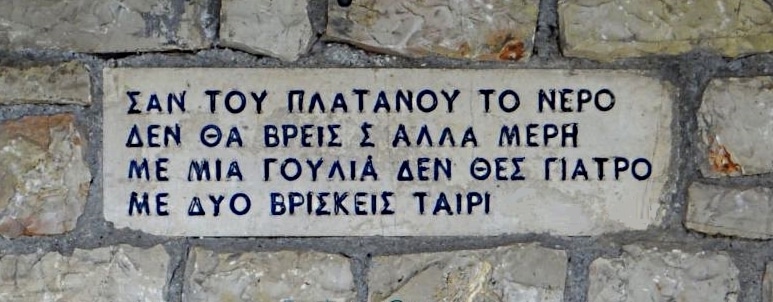 ΣΑΝ ΤΟΥ ΠΛΑΤΑΝΟΥ ΤΟ ΝΕΡΟ
ΔΕΝ ΘΑ ΒΡΕΙΣ Σ ΑΛΛΑ ΜΕΡΗ
ΜΕ ΜΙΑ ΓΟΥΛΙΑ ΔΕΝ ΘΕΣ ΓΙΑΤΡΟ
ΜΕ ΔΥΟ ΒΡΙΣΚΕΙΣ ΤΑΙΡΙ